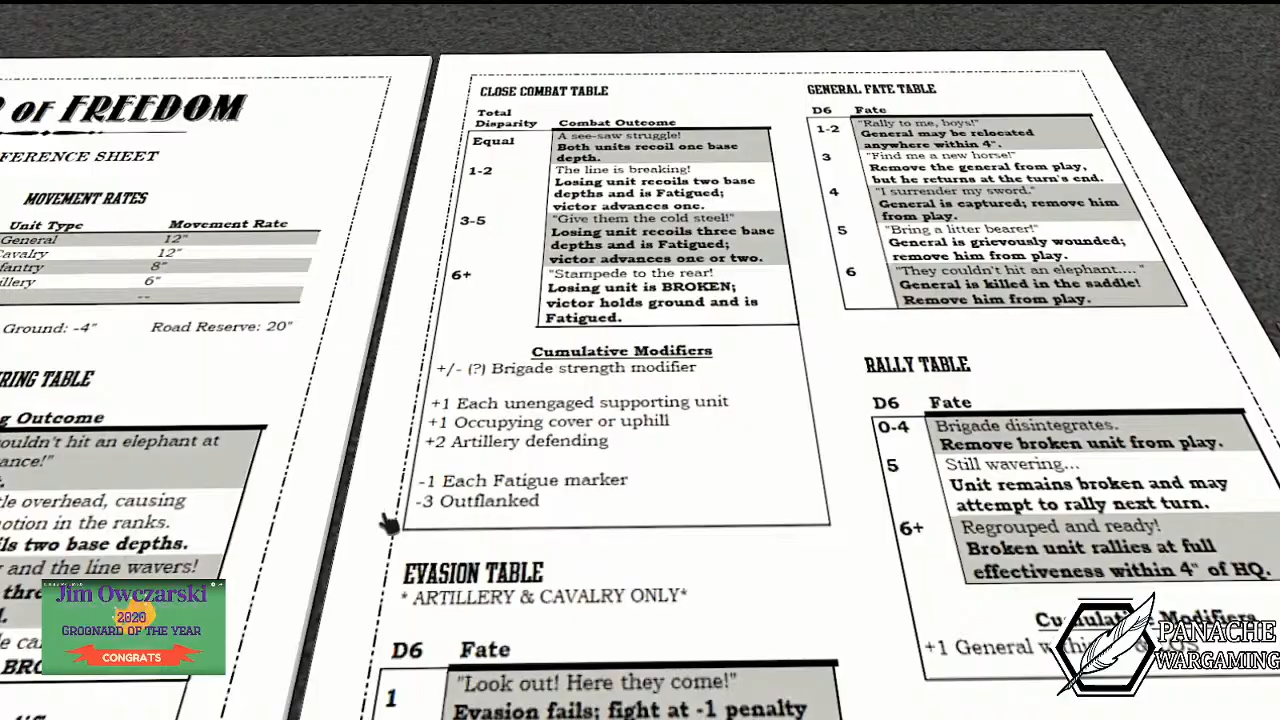 OF FREEDOM
FERENCE SHEET
MOVEMENT RATES
Unit Type Movement Rate
General 12"
Cavalry 12"
fantry 8"
illery 6"
--
Ground: -4" Road Reserve: 20"
RING TABLE
g Outcome
ouldn't hit an elephant at
ance!"
tle overhead, causing
otion in the ranks.
ils two base depths.
and the line wavers!
thre
BRO
CLOSE COMBAT TABLE
Total
Disparity Combat Outcome
Equal A see-saw struggle!
Both units recoil one base
depth.
1-2 The line is breaking!
Losing unit recoils two base
depths and is Fatigued;
victor advances one.
3-5 "Give them the cold steel!"
Losing unit recoils three base
depths and is Fatigued;
victor advances one or two.
6+ "Stampede to the rear!
Losing unit is BROKEN;
victor holds ground and is
Fatigued.
Cumulative Modifiers
+/- (?) Brigade strength modifier
+1 Each unengaged supporting unit
+1 Occupying cover or uphill
+2 Artillery defending
-1 Each Fatigue marker
-3 Outflanked
EVASION TABLE
* ARTILLERY & CAVALRY ONLY*
D6 Fate
1 "Look out! Here they come!"
Evasion fails; fight at -1 penalty
GENERAL FATE TABLE
D6 Fate
1-2 "Rally to me, boys!"
General may be relocated
anywhere within 4".
3 "Find me a new horse!"
Remove the general from play,
but he returns at the turn's end.
4 "I surrender my sword."
General is captured; remove him
from play.
5 "Bring a litter bearer!"
General is grievously wounded;
remove him from play.
6 "They couldn't hit an elephant...."
General is killed in the saddle!
Remove him from play.
RALLY TABLE
D6 Fate
0-4 Brigade disintegrates.
Remove broken unit from play.
5 Still wavering...
Unit remains broken and may
attempt to rally next turn.
6+ Regrouped and ready!
Broken unit rallies at full
effectiveness within 4" of HQ.
Cumulative Modifiers
+1 General within
Jim Owczarski
2020
GROGNARD OF THE YEAR
CONGRATS
PANACHE
WARGAMING